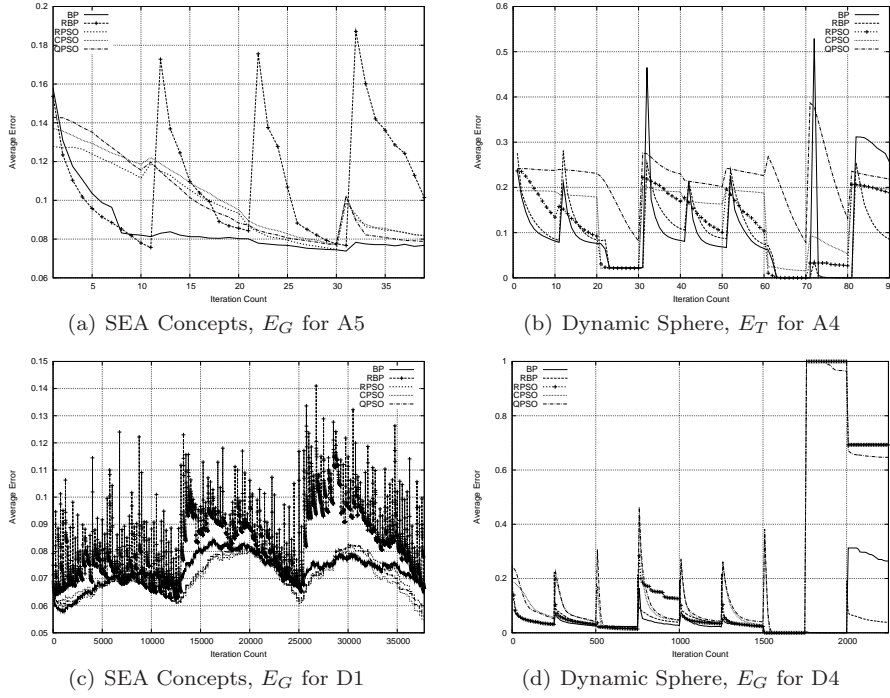 BP
RBP
RPSO
CPSO
QPSO
0.2
0.18
0.16
0.14
0.12
0.1
0.08
0.06
Average Error
5 10 15 20 25 30 35
Iteration Count
(a) SEA Concepts, E_G for A5
BP
RBP
RPSO
CPSO
QPSO
0.6
0.5
0.4
0.3
0.2
0.1
0
Average Error
0 10 20 30 40 50 60 70 80 90
Iteration Count
(b) Dynamic Sphere, E_T for A4
BP
RBP
RPSO
CPSO
QPSO
0.15
0.14
0.13
0.12
0.11
0.1
0.09
0.08
0.07
0.06
0.05
Average Error
0 5000 10000 15000 20000 25000 30000 35000
Iteration Count
(c) SEA Concepts, E_G for D1
BP
RBP
RPSO
CPSO
QPSO
1
0.8
0.6
0.4
0.2
0
Average Error
0 500 1000 1500 2000
Iteration Count
(d) Dynamic Sphere, E_G for D4